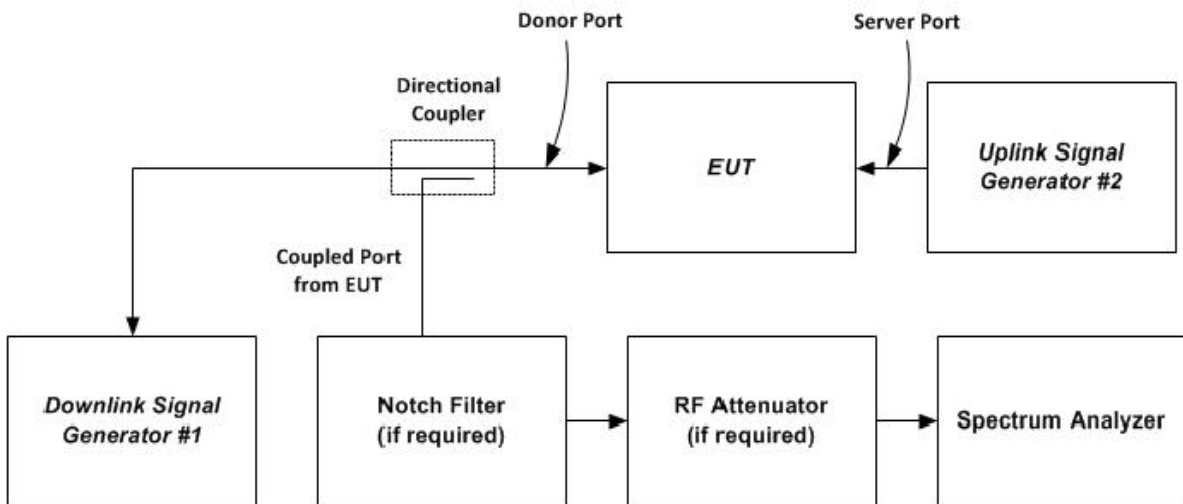 Donor Port
Server Port
Directional
Coupler
EUT
Uplink Signal
Generator #2
Coupled Port
from EUT
Downlink Signal
Generator #1
Notch Filter
(if required)
RF Attenuator
(if required)
Spectrum Analyzer